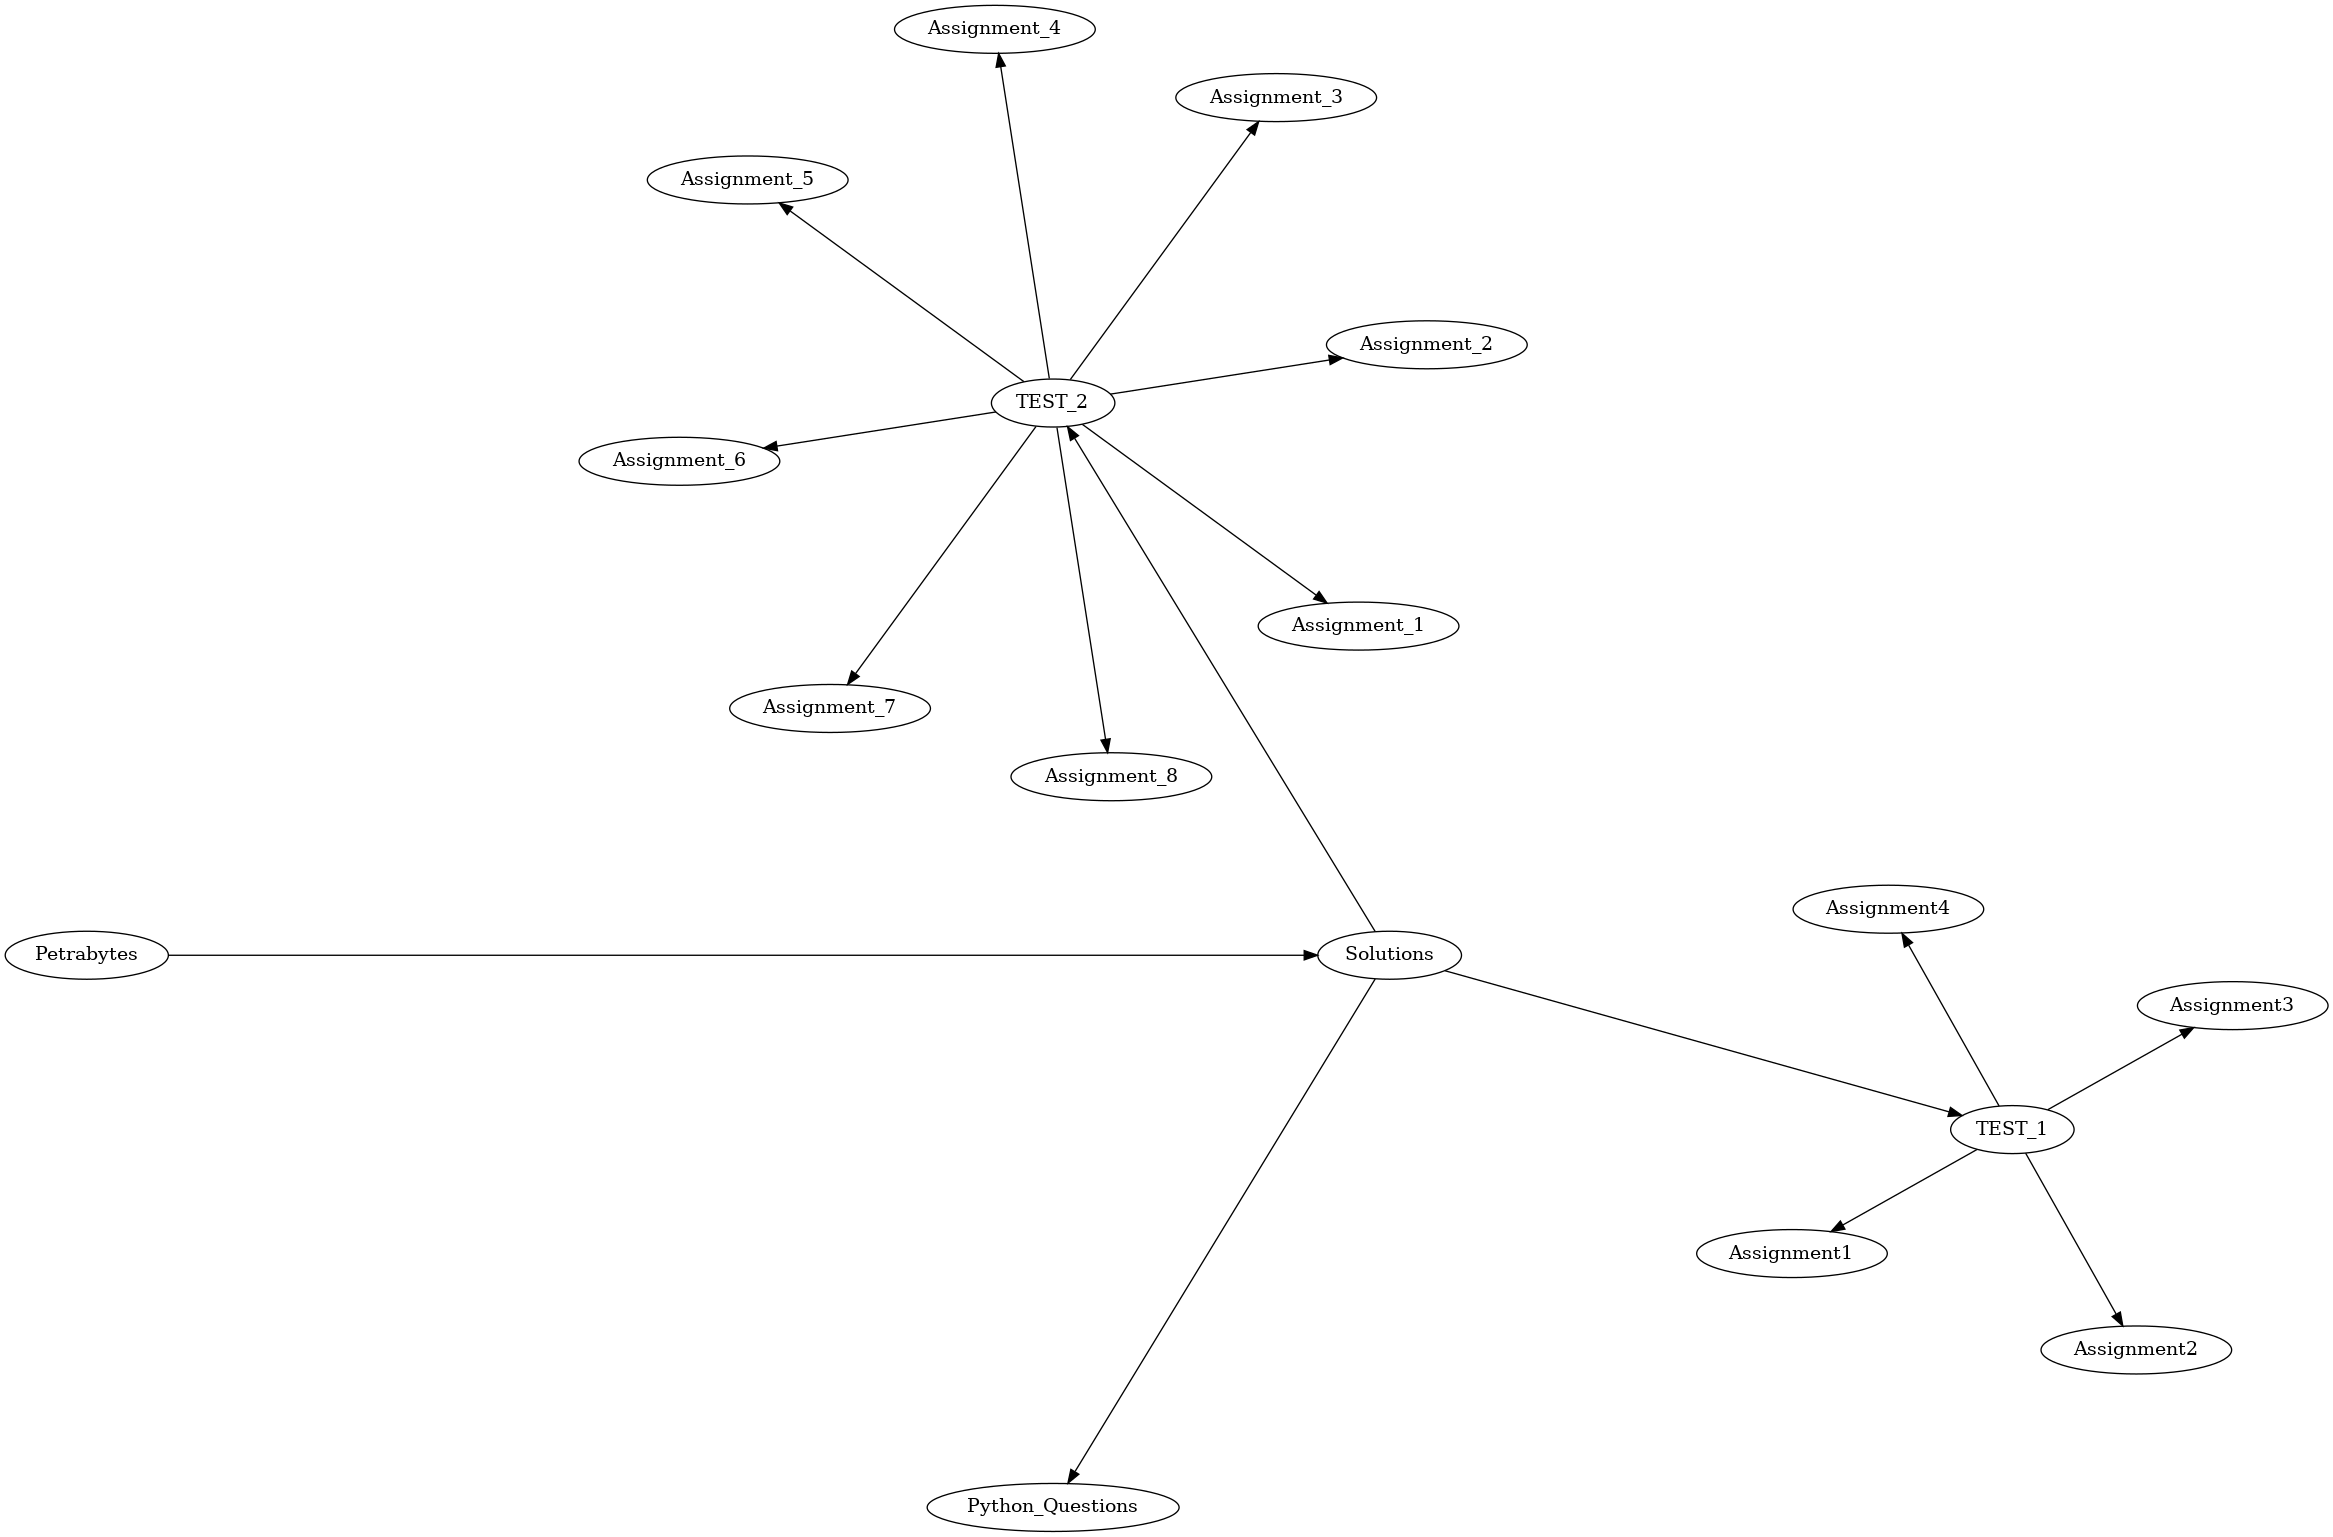 Assignment_4
Assignment_3
Assignment_5
Assignment_2
TEST_2
Assignment_6
Assignment_1
Assignment_7
Assignment_8
Assignment4
Petrabytes
Solutions
Assignment3
TEST_1
Assignment1
Assignment2
Python_Questions